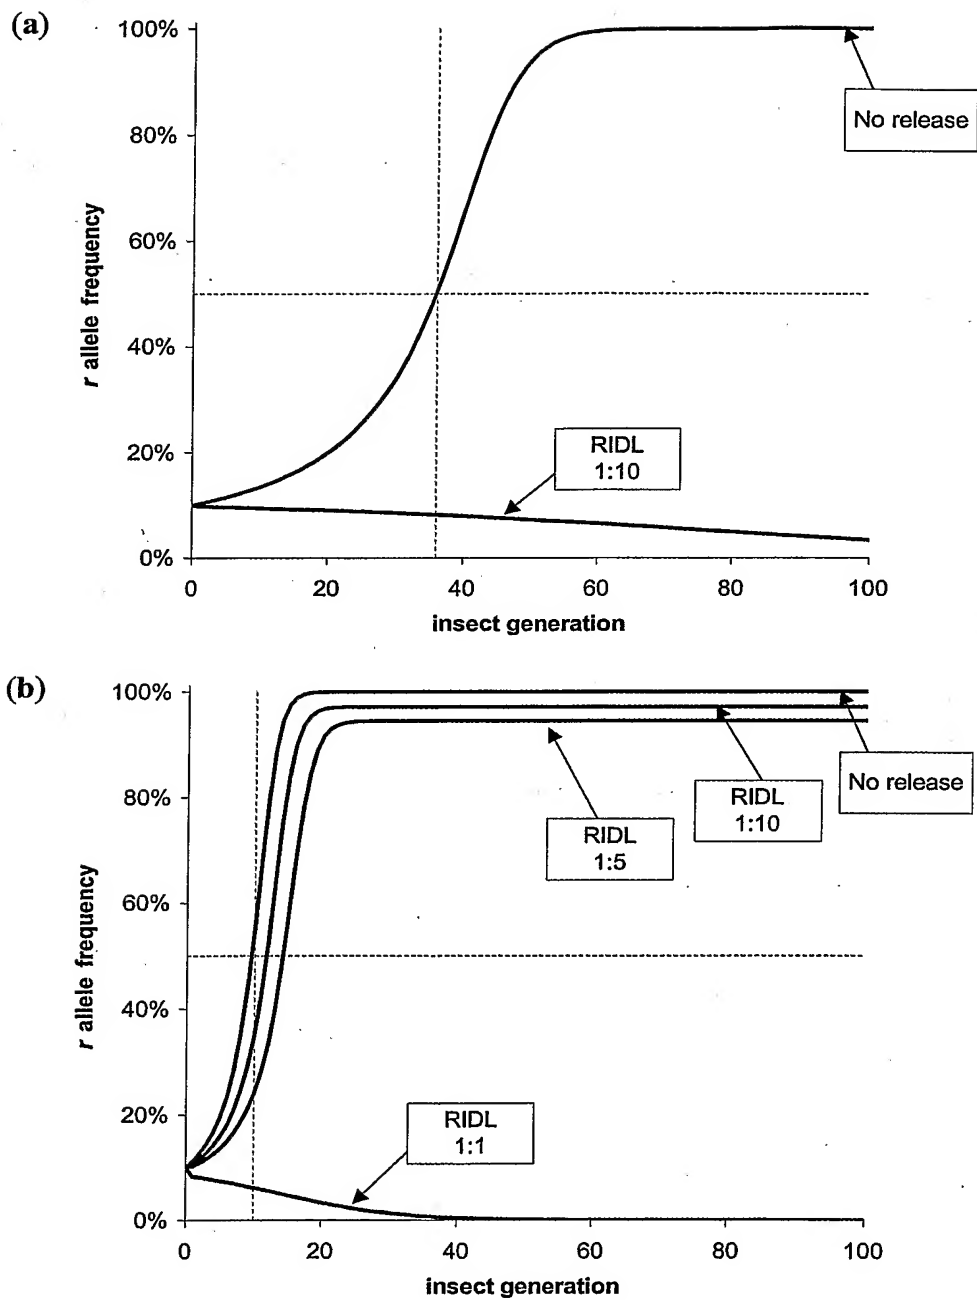 (a)
100%
80%
60%
40%
20%
0%
r allele frequency
No release
RIDL
1:10
0 20 40 60 80 100
insect generation
(b)
100%
80%
60%
40%
20%
0%
r allele frequency
No release
RIDL
1:10
RIDL
1:5
RIDL
1:1
0 20 40 60 80 100
insect generation